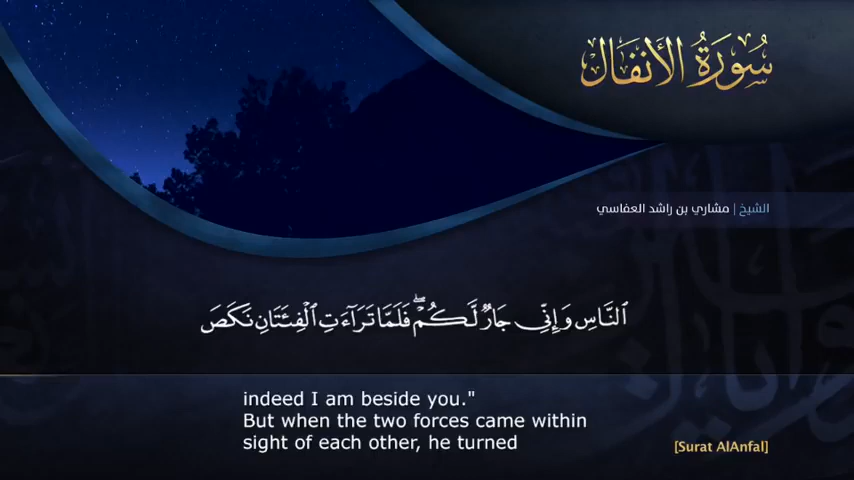 سُورَةُ الأَنفَال
الشيخ | مشاري بن راشد العفاسي
ٱلنَّاسِ وَإِنِّي جَارٞ لَّكُمۡۖ فَلَمَّا تَرَآءَتِ ٱلۡفِئَتَانِ نَكَصَ
indeed I am beside you."
But when the two forces came within
sight of each other, he turned
[Surat AlAnfal]